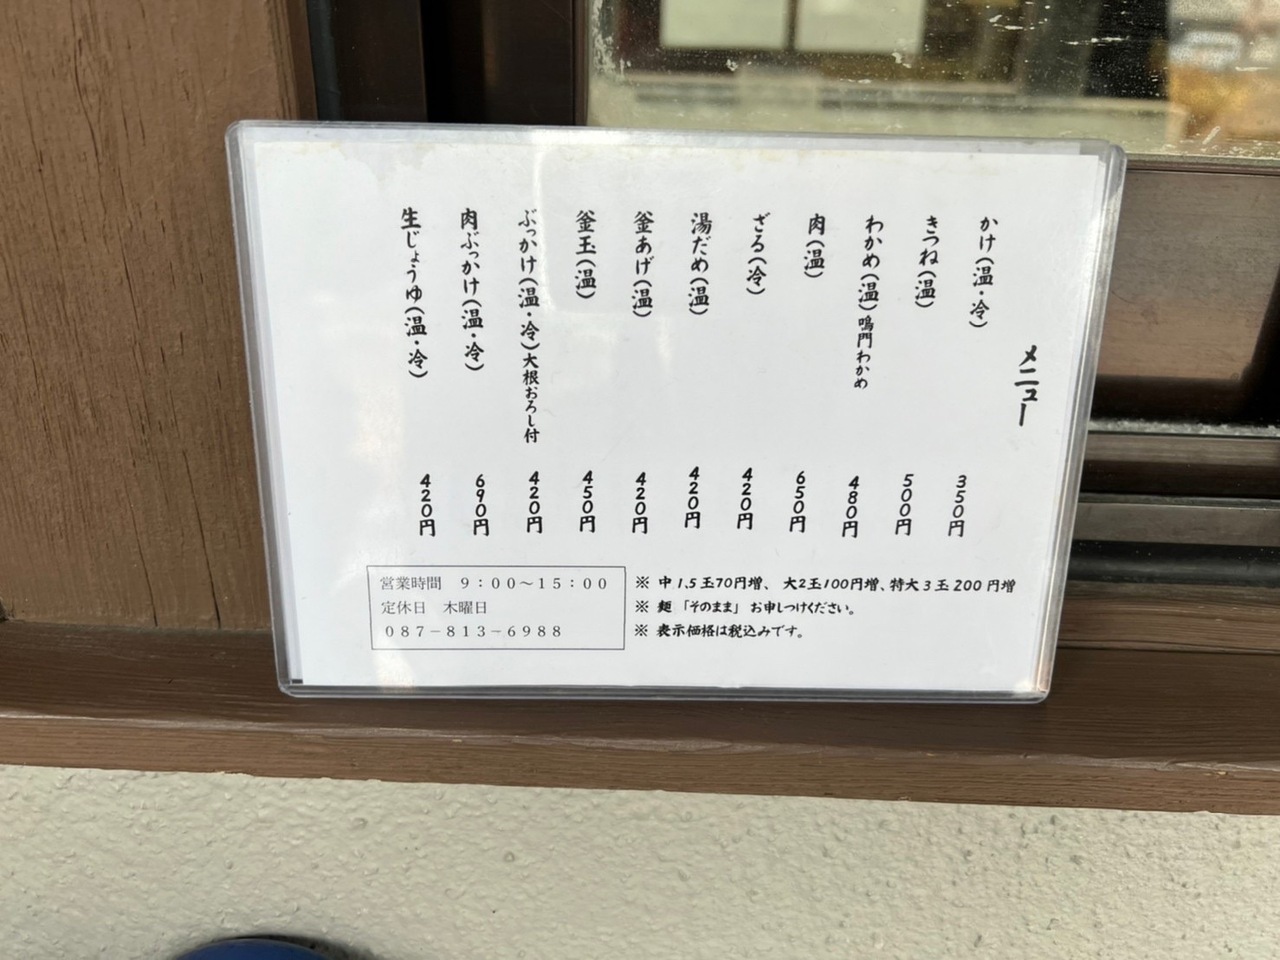 メニュー
かけ（温・冷） 350円
きつね（温） 500円
わかめ（温）鳴門わかめ 480円
肉（温） 650円
ざる（冷） 420円
湯だめ（温） 420円
釜あげ（温） 420円
釜玉（温） 450円
ぶっかけ（温・冷）大根おろし付 420円
肉ぶっかけ（温・冷） 690円
生じょうゆ（温・冷） 420円
※ 中1.5玉70円増、大2玉100円増、特大3玉200円増
※ 麺「そのまま」お申しつけください。
※ 表示価格は税込みです。
営業時間 9：00～15：00
定休日 木曜日
087－813－6988